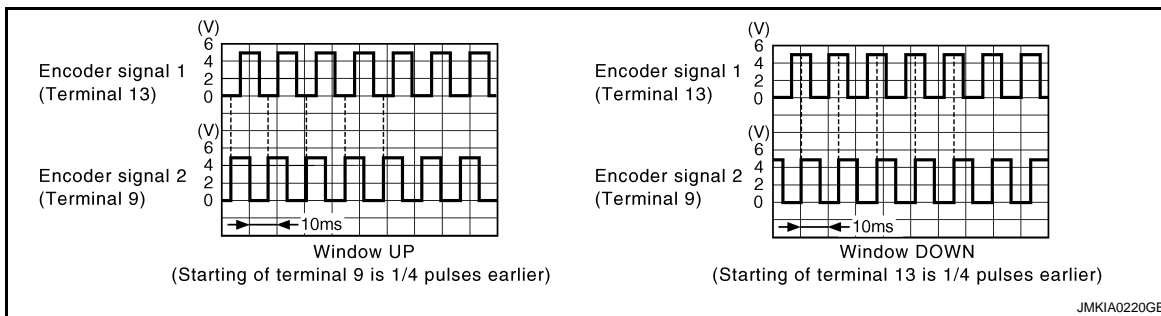 (V)
6
4
2
0
Encoder signal 1
(Terminal 13)
(V)
6
4
2
0
Encoder signal 2
(Terminal 9)
10ms
Window UP
(Starting of terminal 9 is 1/4 pulses earlier)
(V)
6
4
2
0
Encoder signal 1
(Terminal 13)
(V)
6
4
2
0
Encoder signal 2
(Terminal 9)
10ms
Window DOWN
(Starting of terminal 13 is 1/4 pulses earlier)
JMKIA0220GB